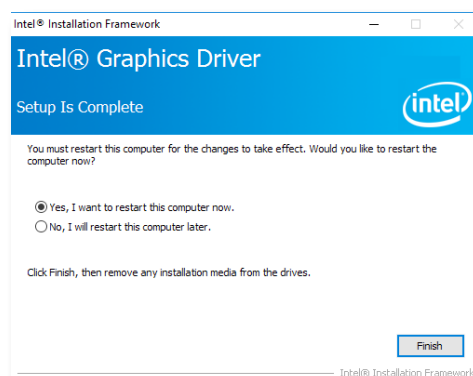 Intel® Installation Framework
Intel® Graphics Driver
Setup Is Complete
intel
You must restart this computer for the changes to take effect. Would you like to restart the
computer now?
Yes, I want to restart this computer now.
No, I will restart this computer later.
Click Finish, then remove any installation media from the drives.
Finish
Intel® Installation Framework